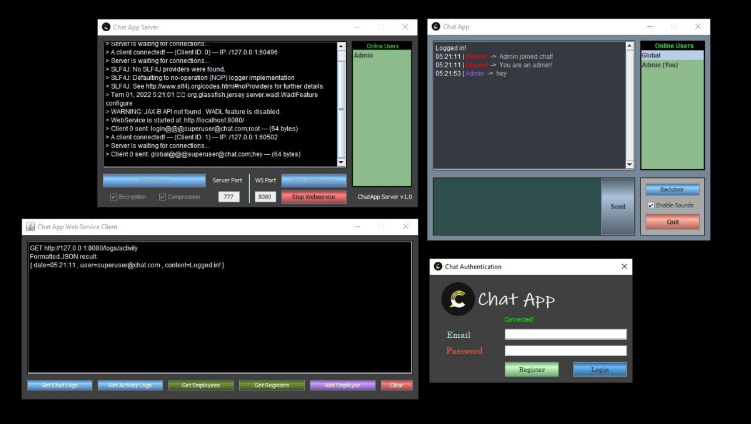 Chat App Server
> Server is waiting for connections...
> A client connected! --- (Client ID: 0) --- IP: /127.0.0.1:60496
> Server is waiting for connections...
> SLF4J: No SLF4J providers were found.
> SLF4J: Defaulting to no-operation (NOP) logger implementation
> SLF4J: See http://www.slf4j.org/codes.html#noProviders for further details.
> Tem 01, 2022 5:21:01 org.glassfish.jersey.server.wadl.WadlFeature
configure
> WARNING: JAX-B API not found . WADL feature is disabled.
> WebService is started at: http://localhost:8080/
> Client 0 sent: login@@@superuser@chat.com;root --- (64 bytes)
> A client connected! --- (Client ID: 1) --- IP: /127.0.0.1:60502
> Server is waiting for connections...
> Client 0 sent: global@@@superuser@chat.com;hey --- (64 bytes)
Online Users
Admin
Server Port
WS Port
Encryption
Compression
777
8080
Stop Webservice
ChatApp Server v1.0
Chat App
Logged in!
05:21:11 | Server -> Admin joined chat!
05:21:11 | Server -> You are an admin!
05:21:53 | Admin -> hey
Online Users
Global
Admin (You)
Send
Backdoor
Enable Sounds
Quit
Chat App Web Service Client
GET http://127.0.0.1:8080/logs/activity
Formatted JSON result:
{ date=05:21:11 , user=superuser@chat.com , content=Logged in! }
Get Chat Logs
Get Activity Logs
Get Employees
Get Registers
Add Employee
Clear
Chat Authentication
Chat App
Connected!
Email
Password
Register
Login